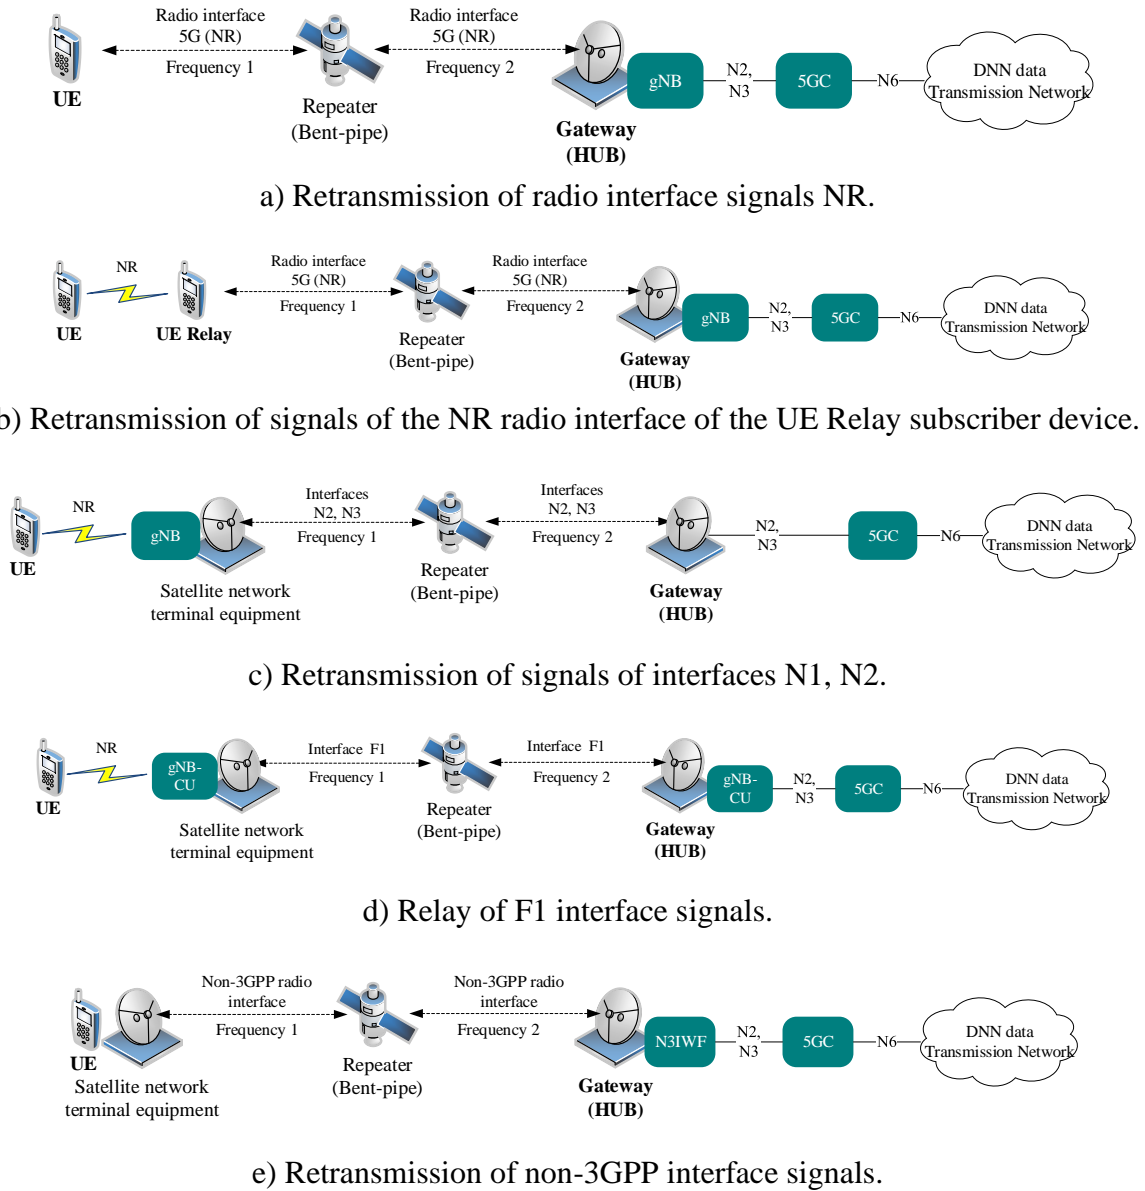 Radio interface
5G (NR)
Frequency 1
Radio interface
5G (NR)
Frequency 2
UE
Repeater
(Bent-pipe)
Gateway
(HUB)
gNB
N2,
N3
5GC
N6
DNN data
Transmission Network
a) Retransmission of radio interface signals NR.
NR
UE
UE Relay
Radio interface
5G (NR)
Frequency 1
Repeater
(Bent-pipe)
Radio interface
5G (NR)
Frequency 2
Gateway
(HUB)
gNB
N2,
N3
5GC
N6
DNN data
Transmission Network
b) Retransmission of signals of the NR radio interface of the UE Relay subscriber device.
NR
UE
gNB
Satellite network
terminal equipment
Interfaces
N2, N3
Frequency 1
Repeater
(Bent-pipe)
Interfaces
N2, N3
Frequency 2
Gateway
(HUB)
N2,
N3
5GC
N6
DNN data
Transmission Network
c) Retransmission of signals of interfaces N1, N2.
NR
UE
gNB-
CU
Satellite network
terminal equipment
Interface F1
Frequency 1
Repeater
(Bent-pipe)
Interface F1
Frequency 2
Gateway
(HUB)
gNB-
CU
N2,
N3
5GC
N6
DNN data
Transmission Network
d) Relay of F1 interface signals.
UE
Satellite network
terminal equipment
Non-3GPP radio
interface
Frequency 1
Repeater
(Bent-pipe)
Non-3GPP radio
interface
Frequency 2
Gateway
(HUB)
N3IWF
N2,
N3
5GC
N6
DNN data
Transmission Network
e) Retransmission of non-3GPP interface signals.